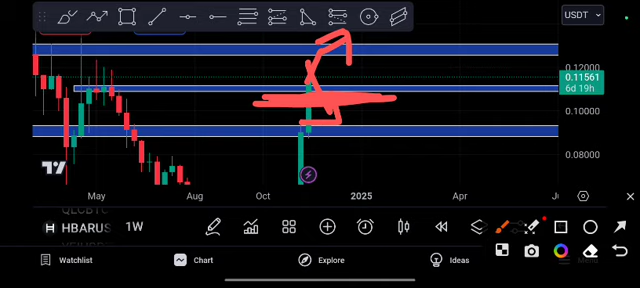 USDT
0.12000
0.11561
6d 19h
0.10000
0.08000
May Aug Oct 2025 Apr
HBARUS 1W
Watchlist Chart Explore Ideas